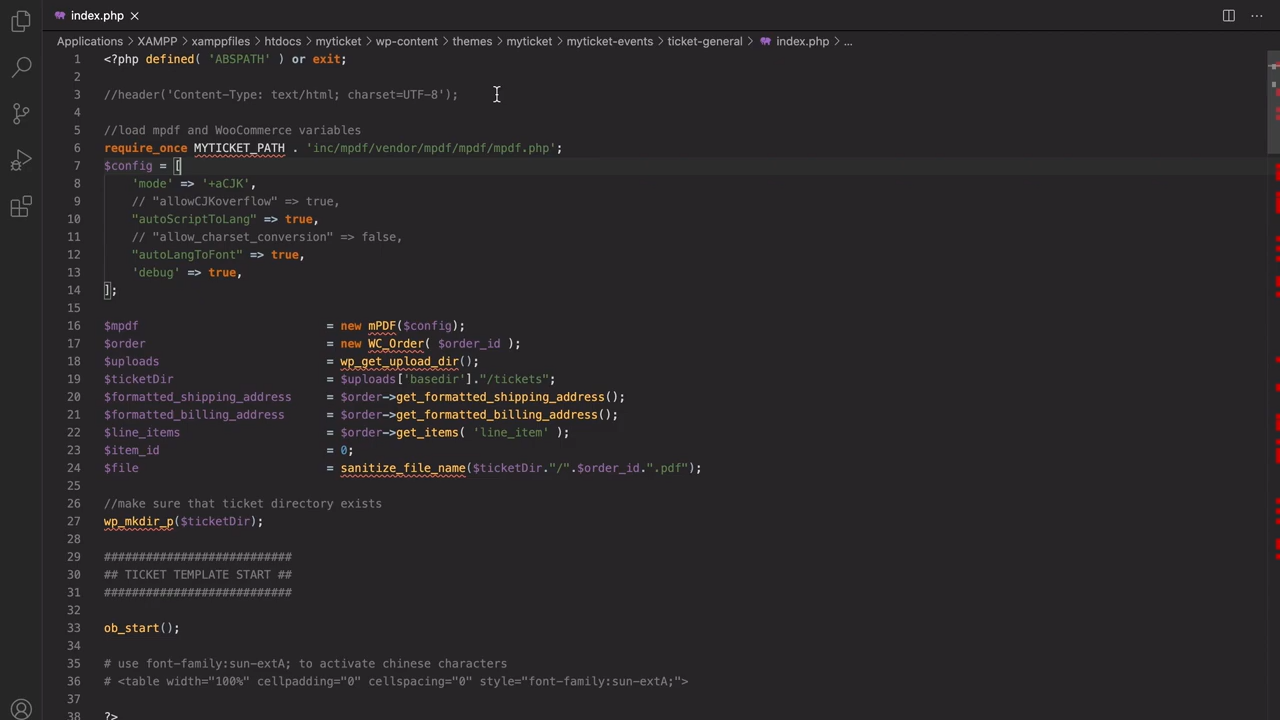 index.php
Applications > XAMPP > xamppfiles > htdocs > myticket > wp-content > themes > myticket > myticket-events > ticket-general > index.php > ...
1 <?php defined( 'ABSPATH' ) or exit;
2
3 //header('Content-Type: text/html; charset=UTF-8');
4
5 //load mpdf and WooCommerce variables
6 require_once MYTICKET_PATH . 'inc/mpdf/vendor/mpdf/mpdf/mpdf.php';
7 $config = [
8     'mode' => '+aCJK',
9     // "allowCJKoverflow" => true,
10     "autoScriptToLang" => true,
11     // "allow_charset_conversion" => false,
12     "autoLangToFont" => true,
13     'debug' => true,
14 ];
15
16 $mpdf = new mPDF($config);
17 $order = new WC_Order( $order_id );
18 $uploads = wp_get_upload_dir();
19 $ticketDir = $uploads['basedir']."/tickets";
20 $formatted_shipping_address = $order->get_formatted_shipping_address();
21 $formatted_billing_address = $order->get_formatted_billing_address();
22 $line_items = $order->get_items( 'line_item' );
23 $item_id = 0;
24 $file = sanitize_file_name($ticketDir."/".$order_id.".pdf");
25
26 //make sure that ticket directory exists
27 wp_mkdir_p($ticketDir);
28
29 ###########################
30 ## TICKET TEMPLATE START ##
31 ###########################
32
33 ob_start();
34
35 # use font-family:sun-extA; to activate chinese characters
36 # <table width="100%" cellpadding="0" cellspacing="0" style="font-family:sun-extA;">
37
38 ?>